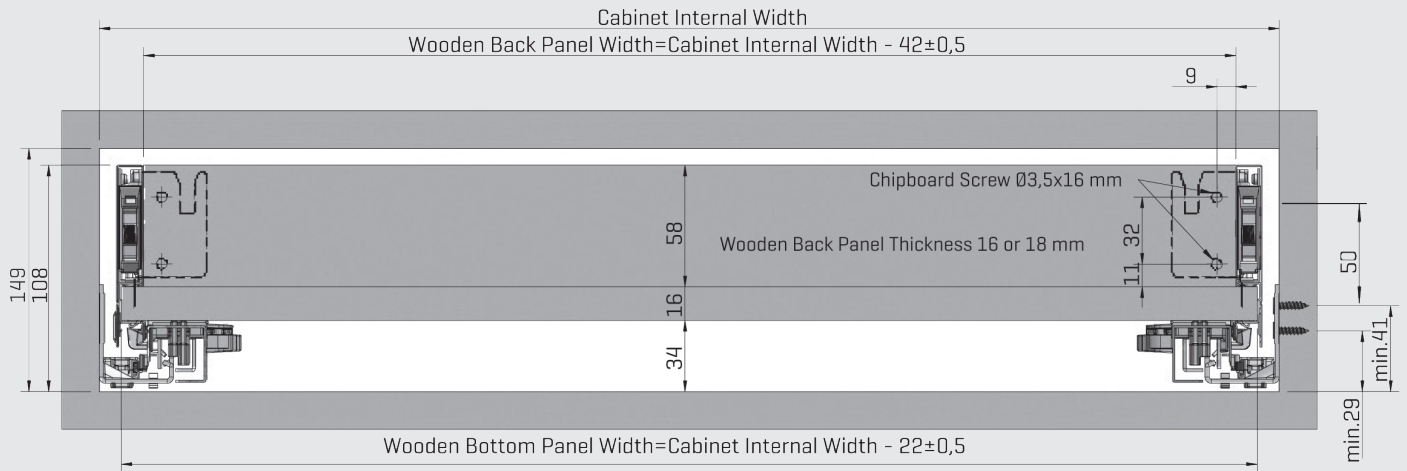 Cabinet Internal Width
Wooden Back Panel Width=Cabinet Internal Width - 42±0,5
9
Chipboard Screw Ø3,5x16 mm
149
108
58
Wooden Back Panel Thickness 16 or 18 mm
32
11
50
16
34
min.41
min.29
Wooden Bottom Panel Width=Cabinet Internal Width - 22±0,5